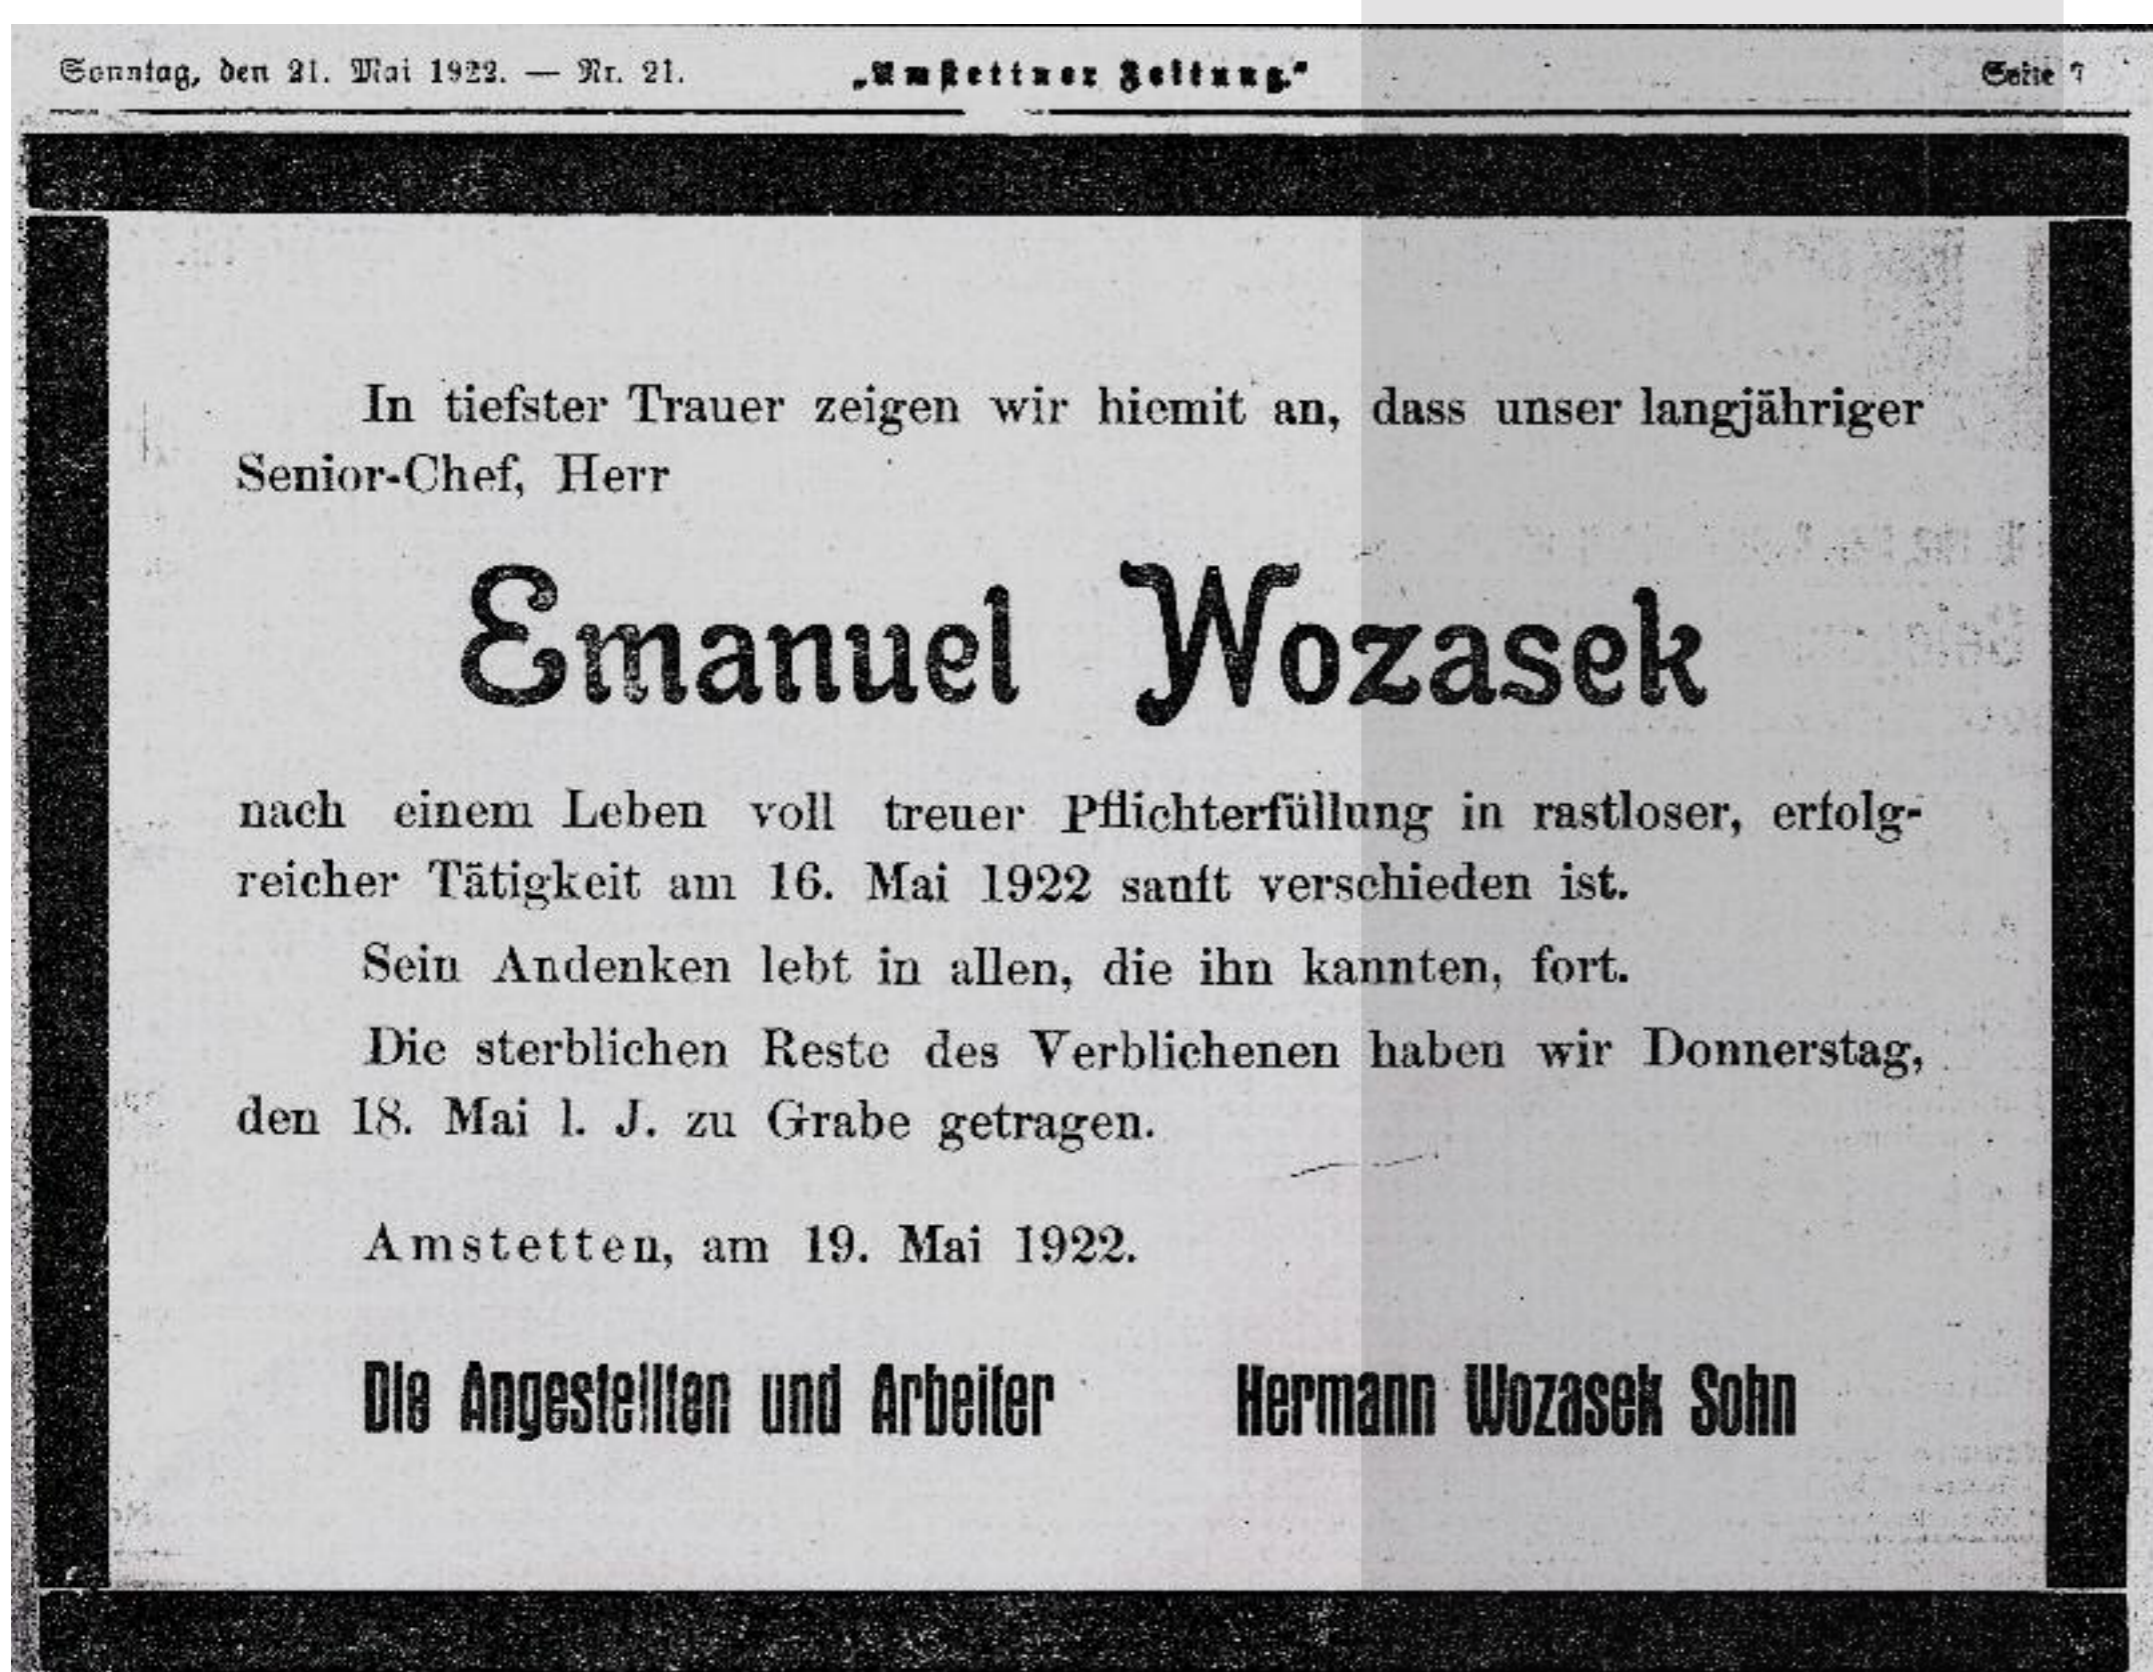 Sonntag, den 21. Mai 1922. — Nr. 21. „Amstettner Zeitung.“ Seite 7
In tiefster Trauer zeigen wir hiemit an, dass unser langjähriger
Senior-Chef, Herr
Emanuel Wozasek
nach einem Leben voll treuer Pflichterfüllung in rastloser, erfolg-
reicher Tätigkeit am 16. Mai 1922 sanft verschieden ist.
Sein Andenken lebt in allen, die ihn kannten, fort.
Die sterblichen Reste des Verblichenen haben wir Donnerstag,
den 18. Mai l. J. zu Grabe getragen.
Amstetten, am 19. Mai 1922.
Die Angestellten und Arbeiter Hermann Wozasek Sohn